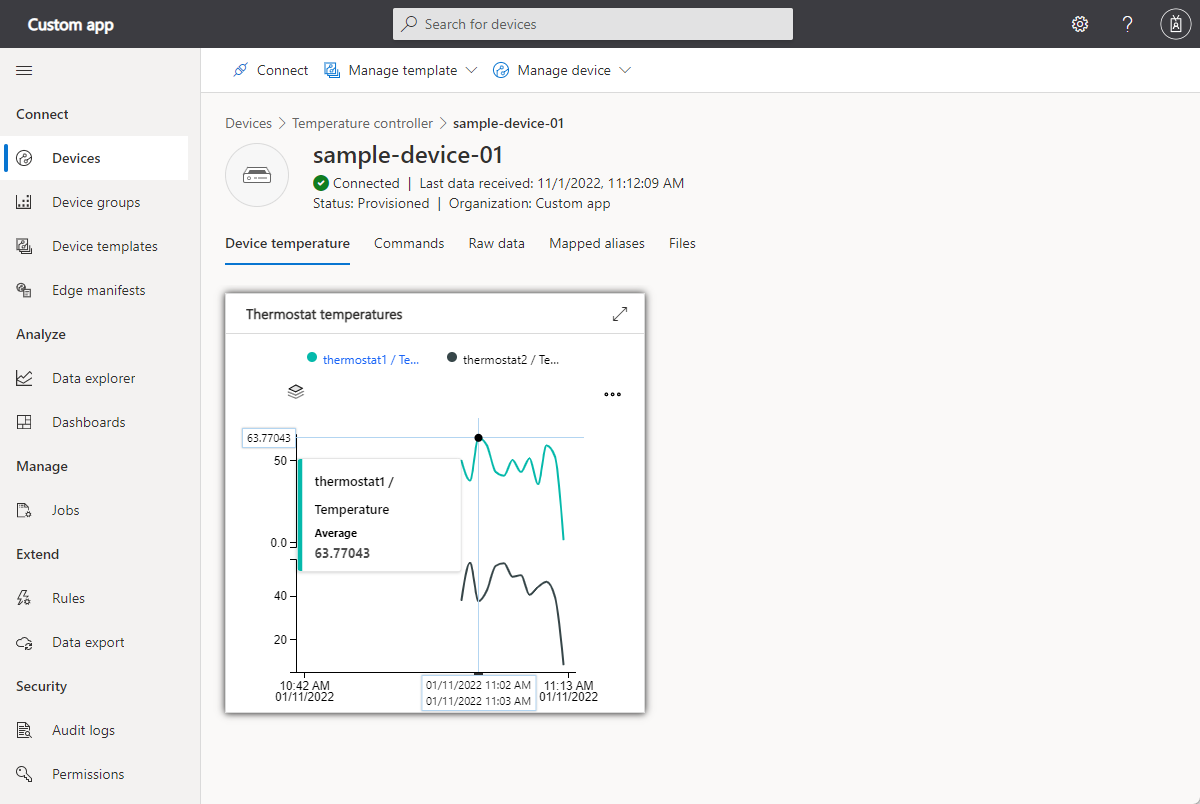 Custom app
Search for devices
?
Connect
Manage template
Manage device
Connect
Devices
Device groups
Device templates
Edge manifests
Analyze
Data explorer
Dashboards
Manage
Jobs
Extend
Rules
Data export
Security
Audit logs
Permissions
Devices > Temperature controller > sample-device-01
sample-device-01
Connected | Last data received: 11/1/2022, 11:12:09 AM
Status: Provisioned | Organization: Custom app
Device temperature
Commands
Raw data
Mapped aliases
Files
Thermostat temperatures
thermostat1 / Te...
thermostat2 / Te...
63.77043
50
0.0
thermostat1 /
Temperature
Average
63.77043
40
20
10:42 AM
01/11/2022
01/11/2022 11:02 AM
01/11/2022 11:03 AM
11:13 AM
01/11/2022